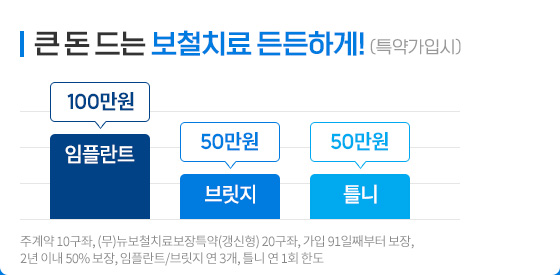 큰 돈 드는 보철치료 든든하게! (특약가입시)
100만원
임플란트
50만원
브릿지
50만원
틀니
주계약 10구좌, (무)뉴보철치료보장특약(갱신형) 20구좌, 가입 91일째부터 보장,
2년 이내 50% 보장, 임플란트/브릿지 연 3개, 틀니 연 1회 한도